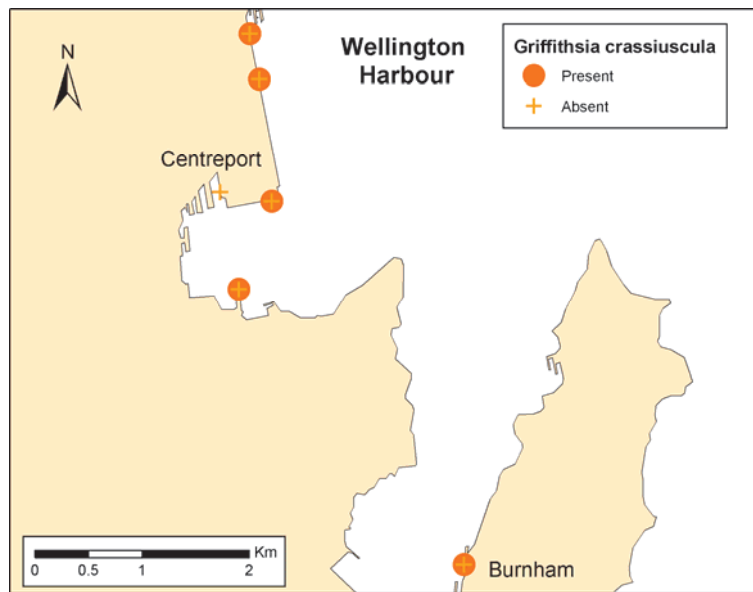 N
Wellington
Harbour
Griffithsia crassiuscula
Present
Absent
Centreport
Km
0 0.5 1 2
Burnham